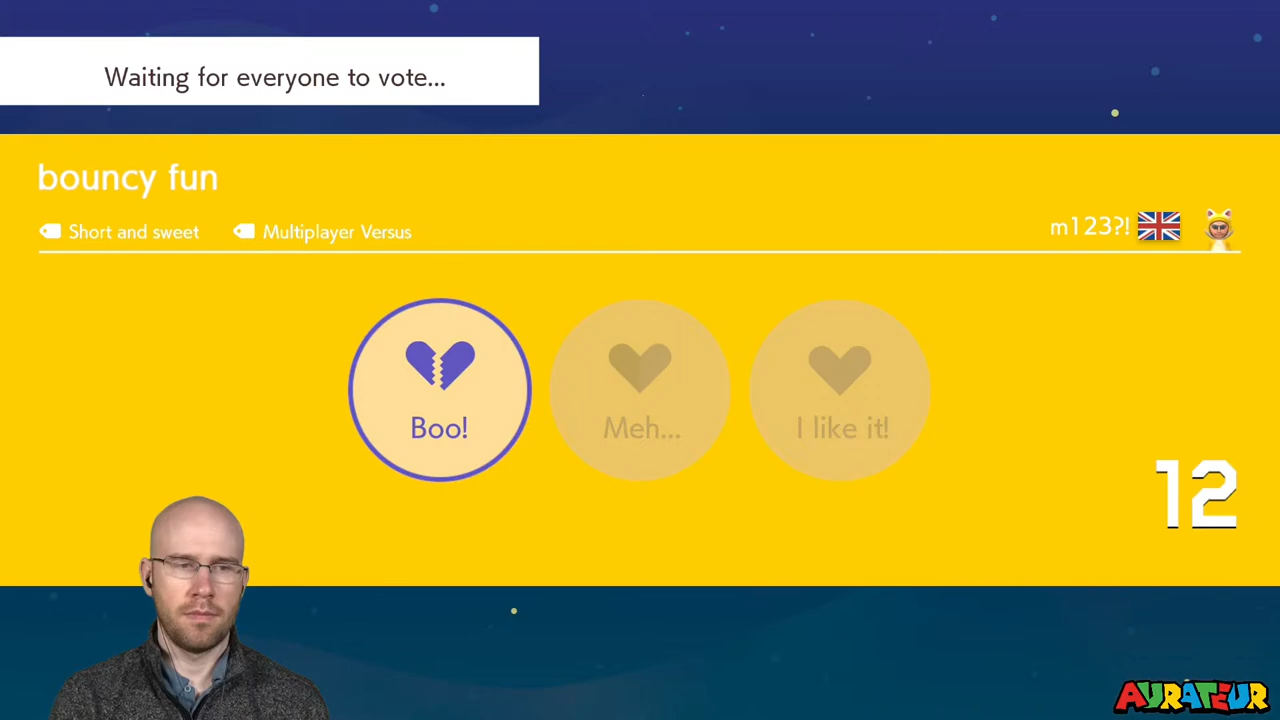 Waiting for everyone to vote...
bouncy fun
Short and sweet Multiplayer Versus
m123?!
Boo! Meh... I like it!
12
AURATEUR